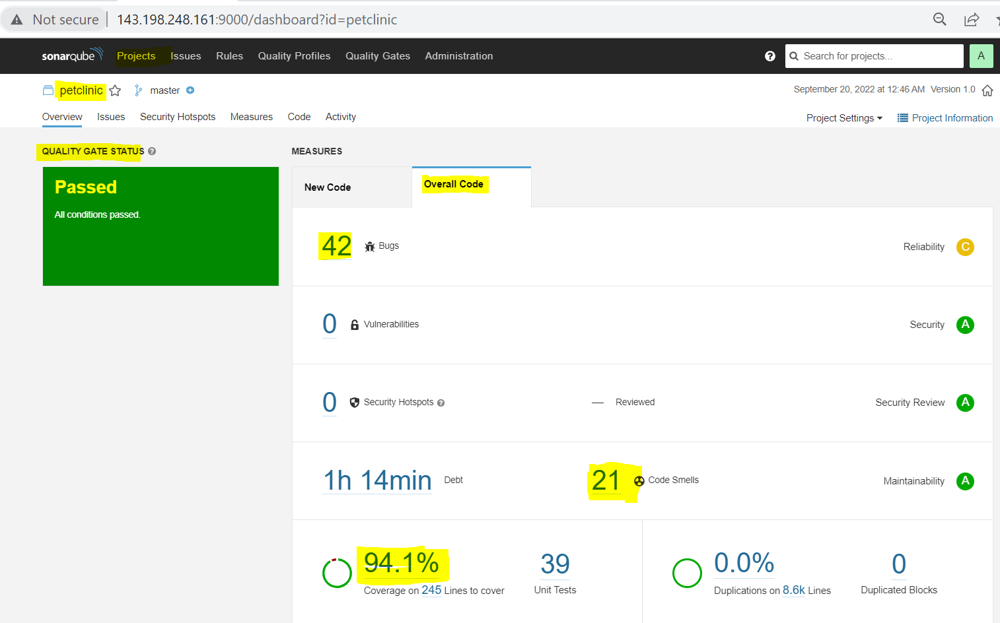 Not secure 143.198.248.161:9000/dashboard?id=petclinic
sonarqube Projects Issues Rules Quality Profiles Quality Gates Administration ? Search for projects... A
petclinic master September 20, 2022 at 12:46 AM Version 1.0
Overview Issues Security Hotspots Measures Code Activity Project Settings Project Information
QUALITY GATE STATUS ? MEASURES
Passed
All conditions passed.
New Code Overall Code
42 Bugs Reliability C
0 Vulnerabilities Security A
0 Security Hotspots ? — Reviewed Security Review A
1h 14min Debt 21 Code Smells Maintainability A
94.1% 39 0.0% 0
Coverage on 245 Lines to cover Unit Tests Duplications on 8.6k Lines Duplicated Blocks